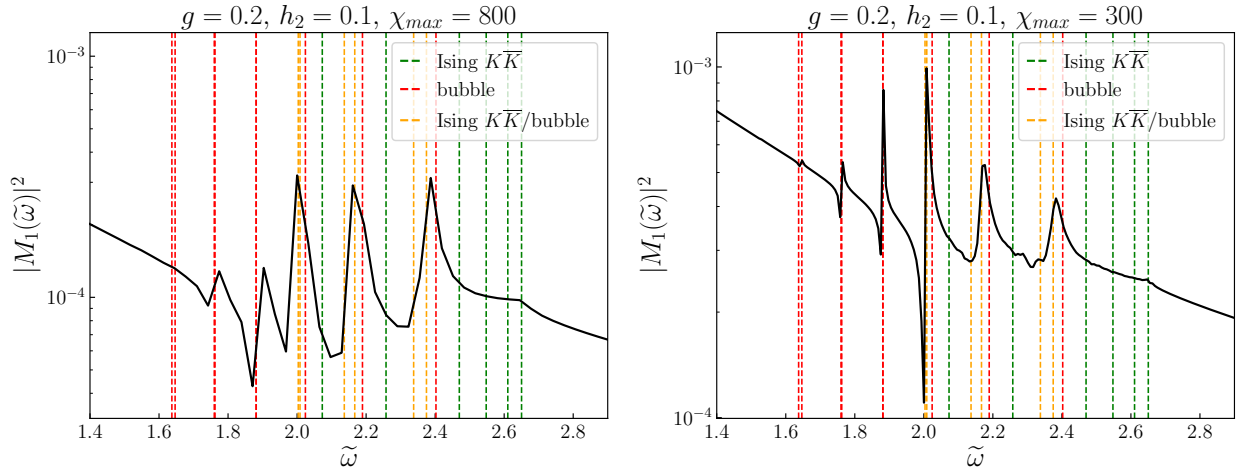 g = 0.2, h₂ = 0.1, χ_max = 800
10⁻³
10⁻⁴
|M₁(ω̃)|²
Ising KK̅
bubble
Ising KK̅/bubble
1.4 1.6 1.8 2.0 2.2 2.4 2.6 2.8
ω̃
g = 0.2, h₂ = 0.1, χ_max = 300
10⁻³
10⁻⁴
|M₁(ω̃)|²
Ising KK̅
bubble
Ising KK̅/bubble
1.4 1.6 1.8 2.0 2.2 2.4 2.6 2.8
ω̃